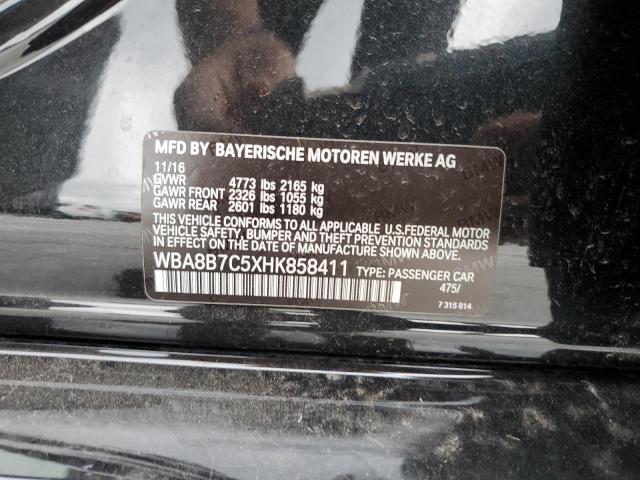 MFD BY BAYERISCHE MOTOREN WERKE AG
11/16
GVWR 4773 lbs 2165 kg
GAWR FRONT 2326 lbs 1055 kg
GAWR REAR 2601 lbs 1180 kg
THIS VEHICLE CONFORMS TO ALL APPLICABLE U.S.FEDERAL MOTOR
VEHICLE SAFETY, BUMPER AND THEFT PREVENTION STANDARDS
IN EFFECT ON THE DATE OF MANUFACTURE SHOWN ABOVE.
WBA8B7C5XHK858411 TYPE: PASSENGER CAR
475/
7 315 814